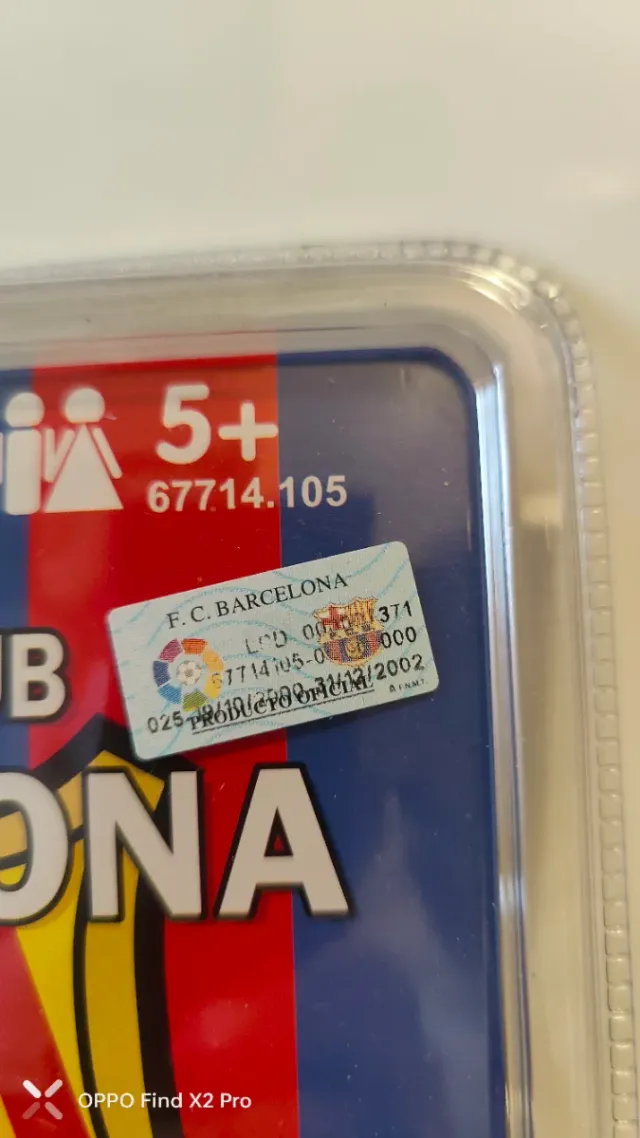 5+
67714.105
F. C. BARCELONA
371
000
31/12/2002
PRODUCTO OFICIAL
F.N.M.T.
UB
ONA
OPPO Find X2 Pro